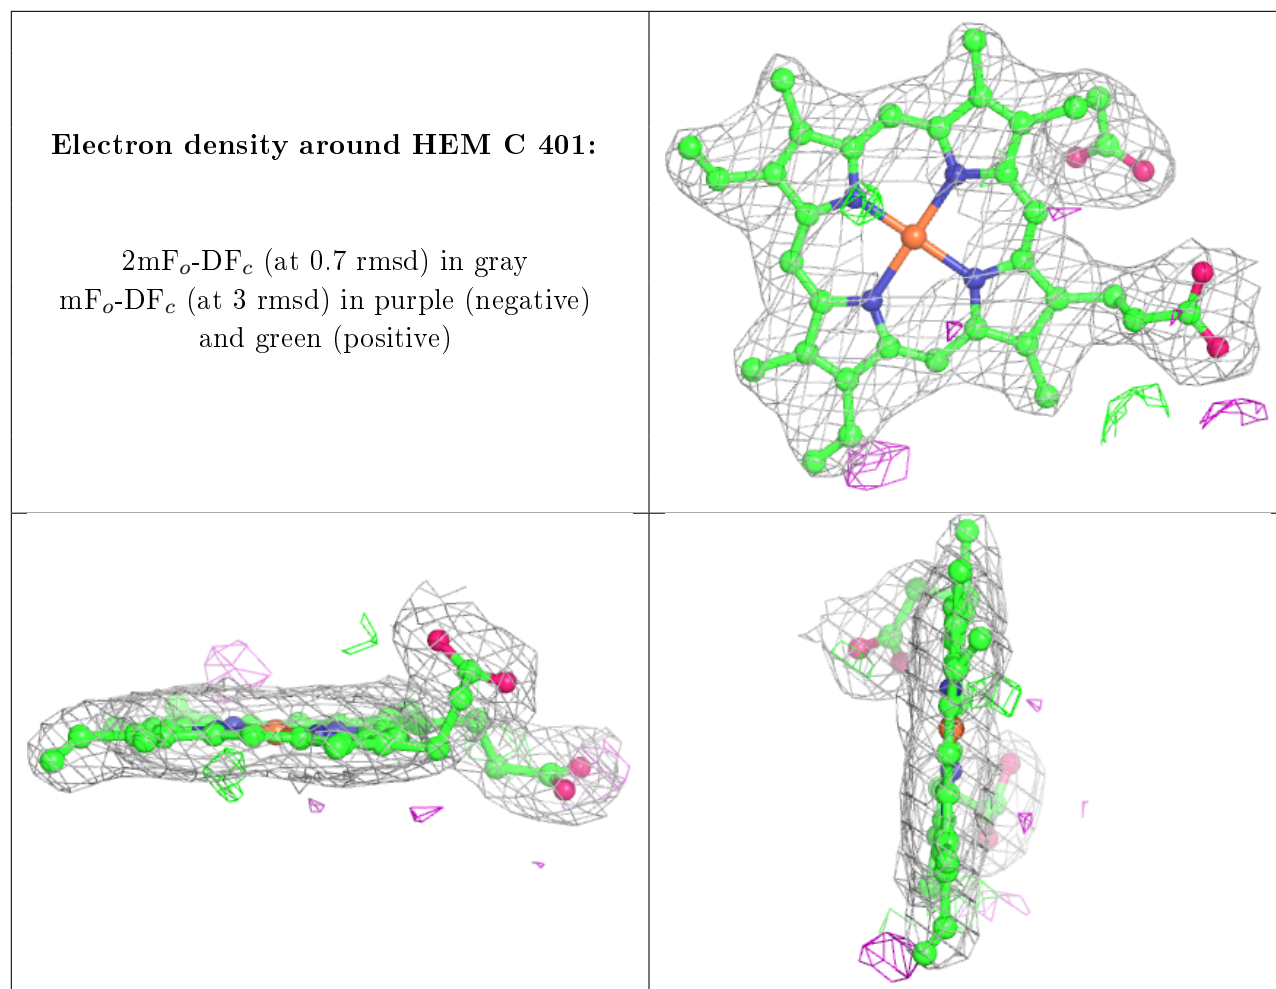 Electron density around HEM C 401:
2mFo-DFc (at 0.7 rmsd) in gray
mFo-DFc (at 3 rmsd) in purple (negative)
and green (positive)